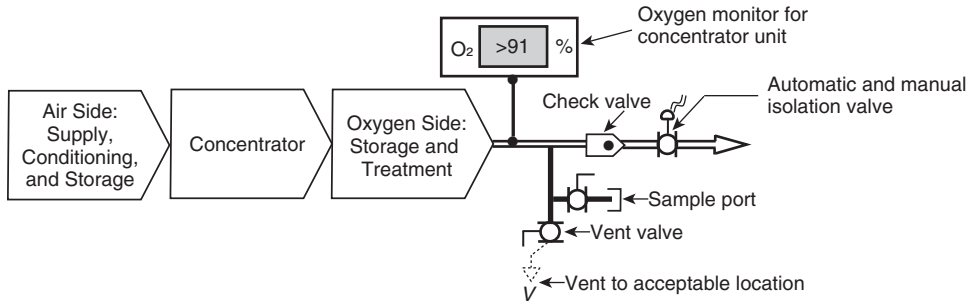 Oxygen monitor for
concentrator unit
O₂ >91 %
Automatic and manual
isolation valve
Check valve
Air Side:
Supply,
Conditioning,
and Storage
Concentrator
Oxygen Side:
Storage and
Treatment
Sample port
Vent valve
Vent to acceptable location
V